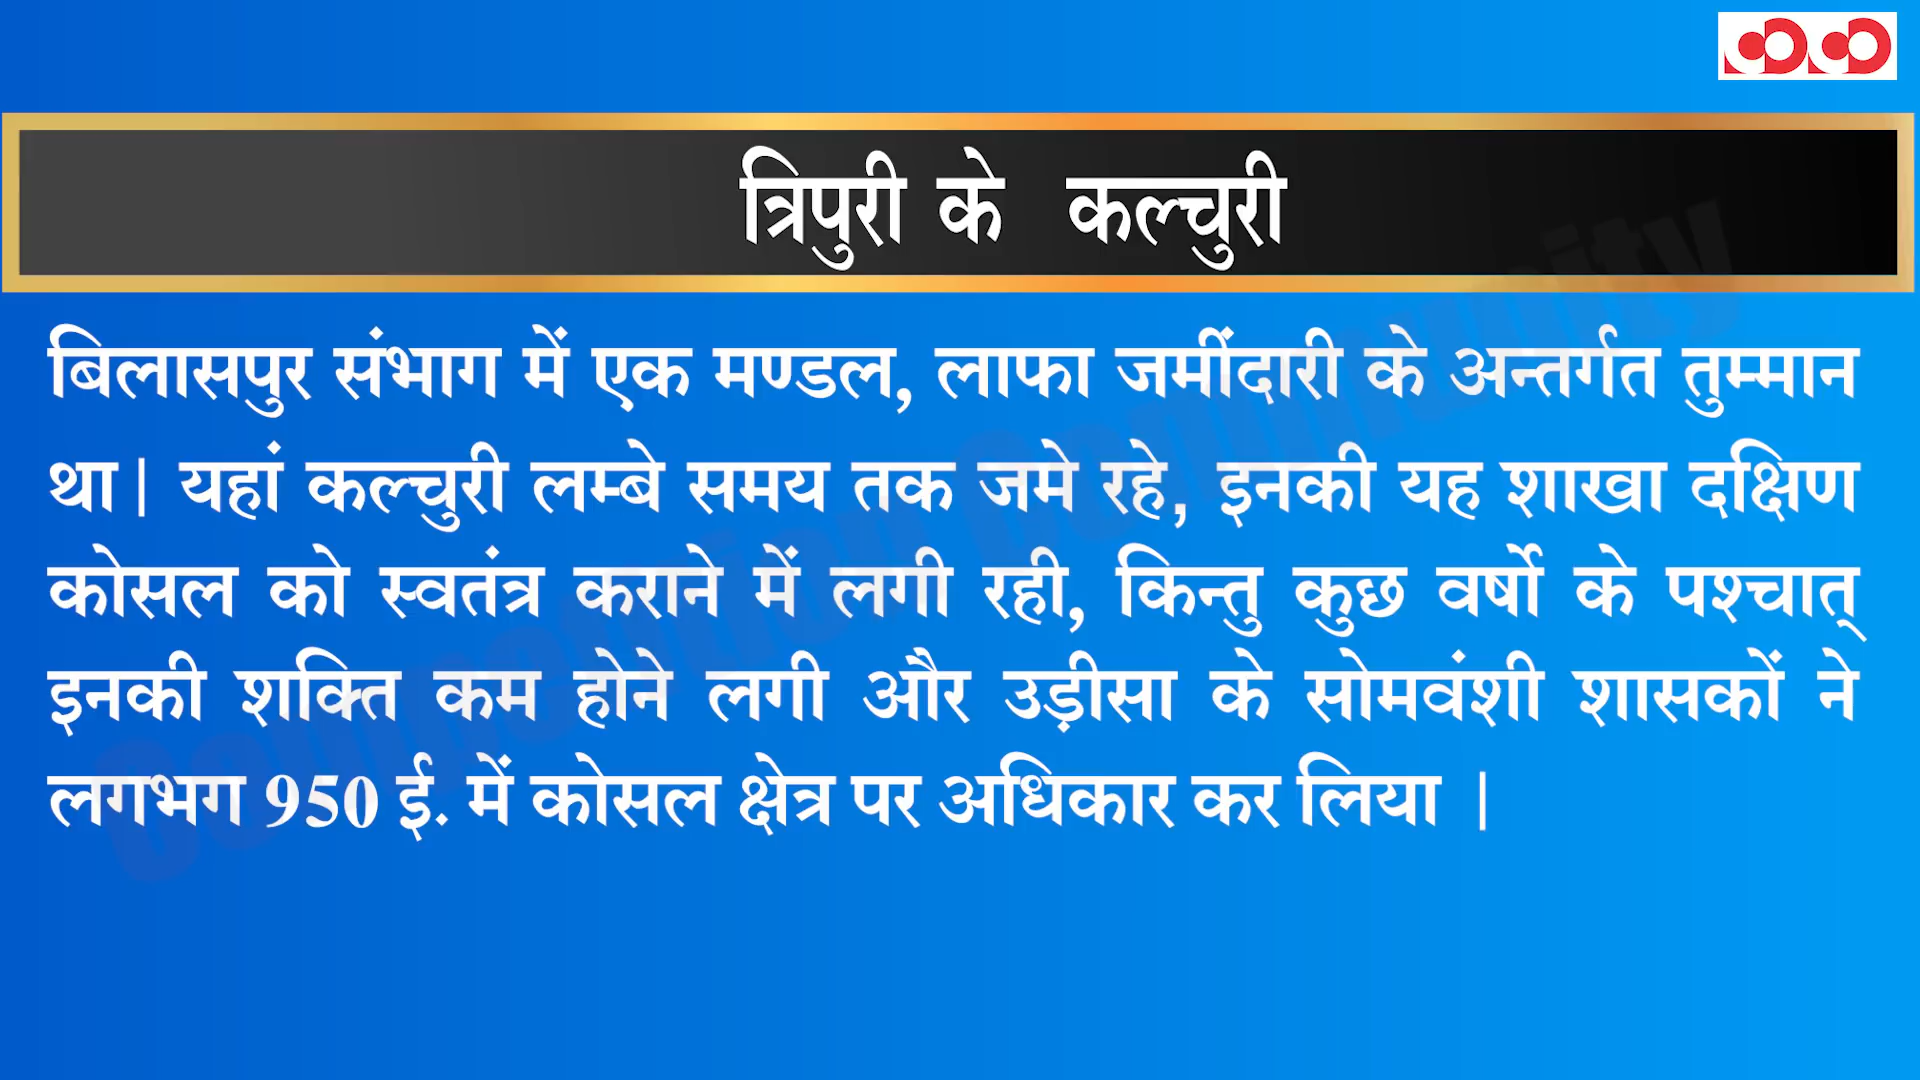 त्रिपुरी के कल्चुरी
बिलासपुर संभाग में एक मण्डल, लाफा जमींदारी के अन्तर्गत तुम्मान
था| यहां कल्चुरी लम्बे समय तक जमे रहे, इनकी यह शाखा दक्षिण
कोसल को स्वतंत्र कराने में लगी रही, किन्तु कुछ वर्षो के पश्चात्
इनकी शक्ति कम होने लगी और उड़ीसा के सोमवंशी शासकों ने
लगभग 950 ई. में कोसल क्षेत्र पर अधिकार कर लिया |
Competition Community